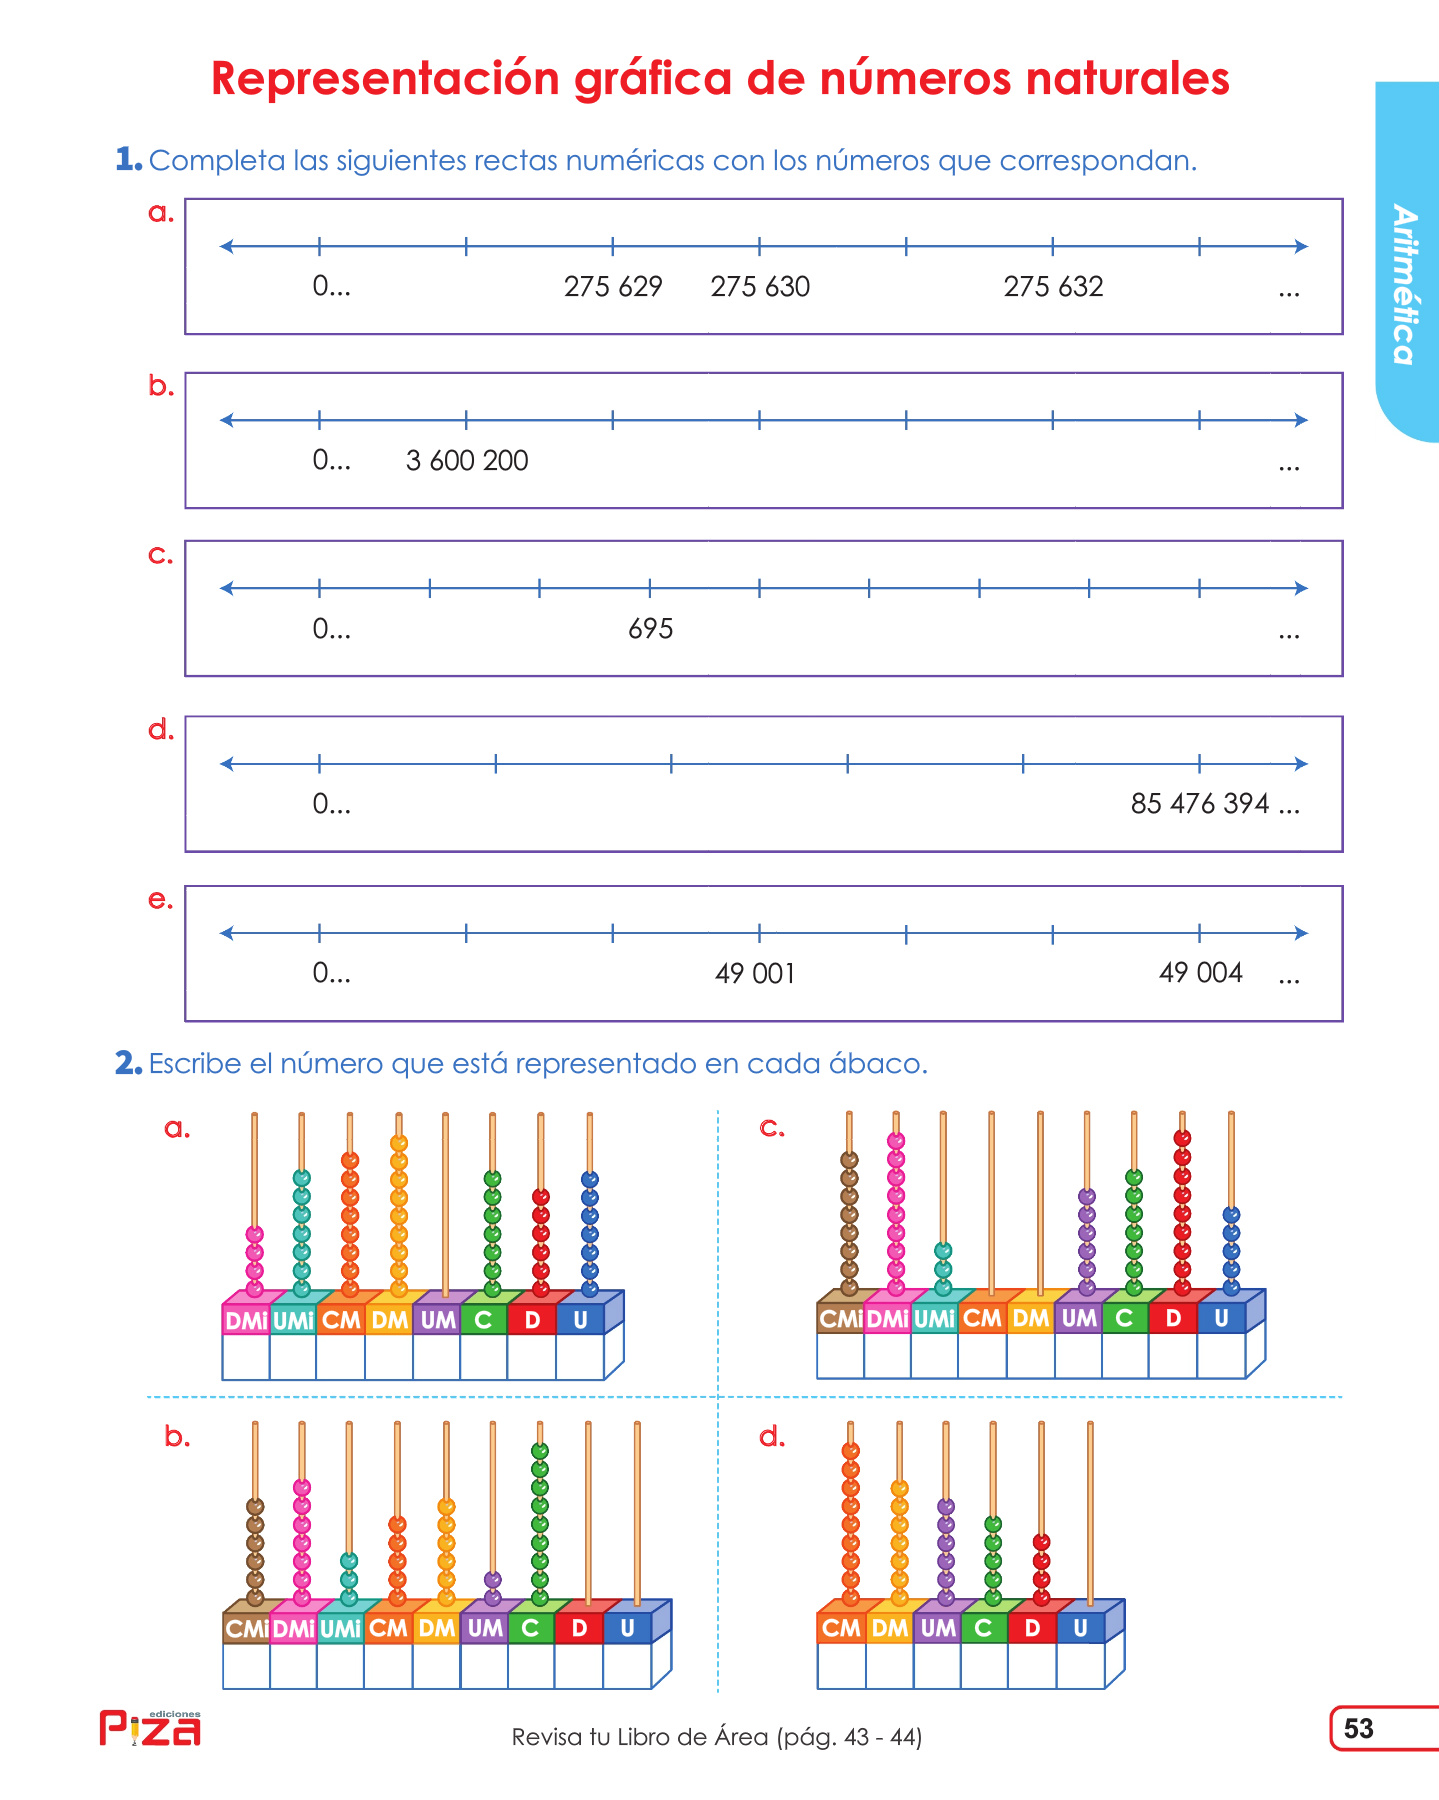 Representación gráfica de números naturales
Aritmética
1. Completa las siguientes rectas numéricas con los números que correspondan.
a.
0... 275 629 275 630 275 632 ...
b.
0... 3 600 200 ...
c.
0... 695 ...
d.
0... 85 476 394 ...
e.
0... 49 001 49 004 ...
2. Escribe el número que está representado en cada ábaco.
a.
DMi UMi CM DM UM C D U
c.
CMi DMi UMi CM DM UM C D U
b.
CMi DMi UMi CM DM UM C D U
d.
CM DM UM C D U
ediciones
Piza
Revisa tu Libro de Área (pág. 43 - 44)
53